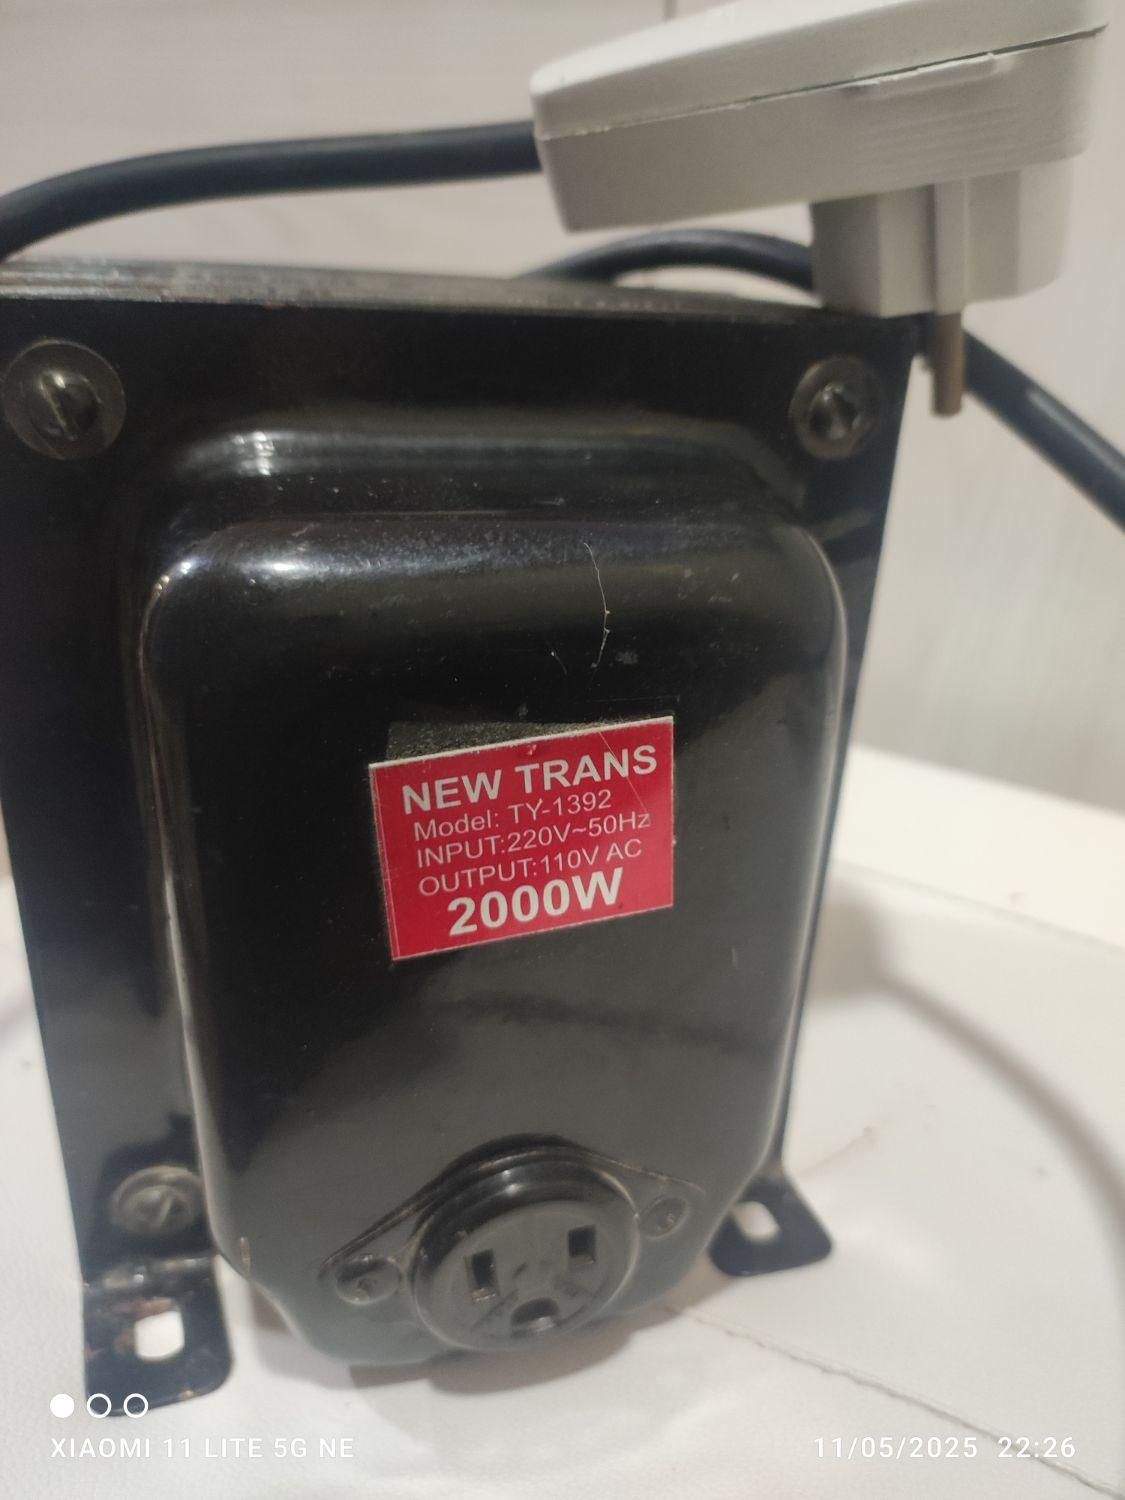 NEW TRANS
Model: TY-1392
INPUT:220V~50Hz
OUTPUT:110V AC
2000W
XIAOMI 11 LITE 5G NE
11/05/2025 22:26